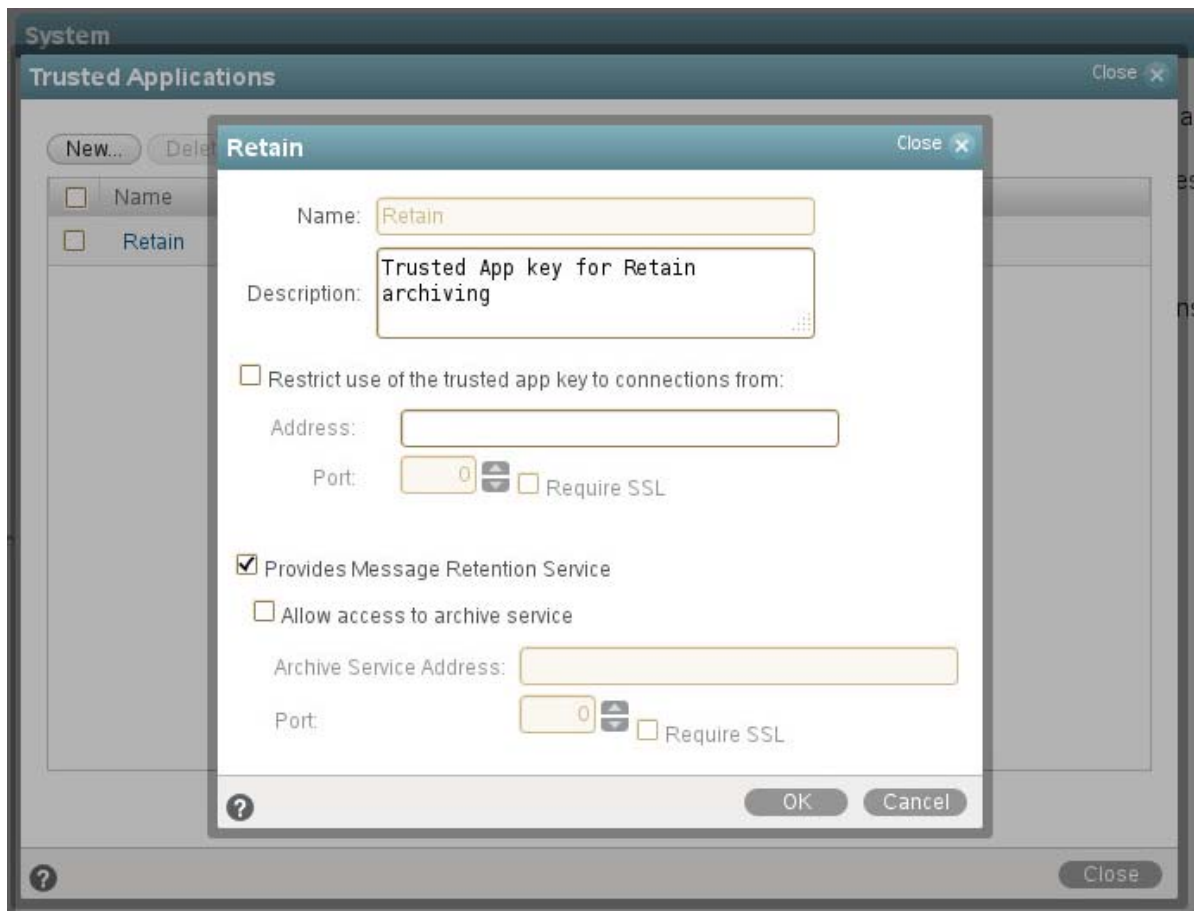 System
Trusted Applications
Close
New...
Delet
Name
Retain
Retain
Close
Name: Retain
Description: Trusted App key for Retain
archiving
Restrict use of the trusted app key to connections from:
Address:
Port: 0 Require SSL
Provides Message Retention Service
Allow access to archive service
Archive Service Address:
Port: 0 Require SSL
? OK Cancel
? Close